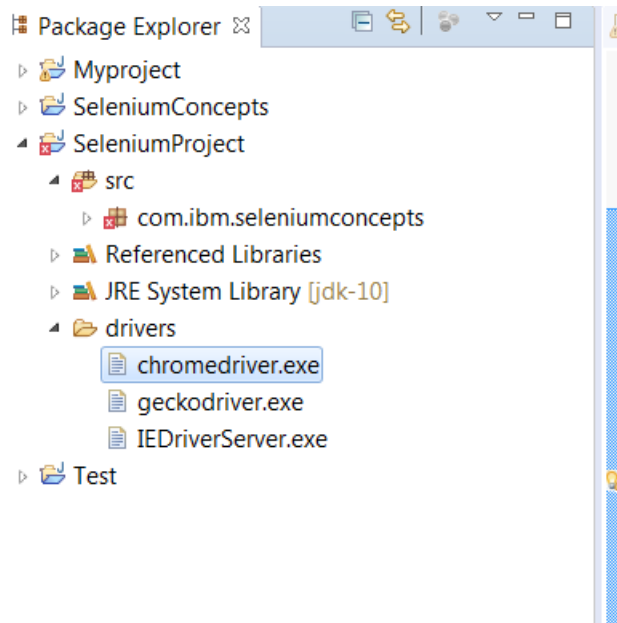 Package Explorer
Myproject
SeleniumConcepts
SeleniumProject
src
com.ibm.seleniumconcepts
Referenced Libraries
JRE System Library [jdk-10]
drivers
chromedriver.exe
geckodriver.exe
IEDriverServer.exe
Test